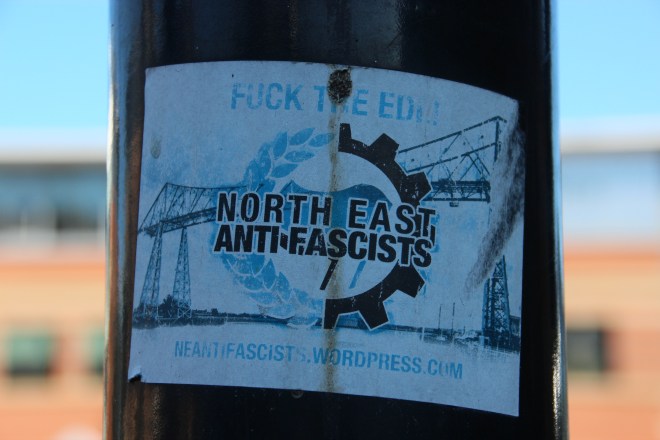 FUCK THE EDL!
NORTH EAST
ANTI-FASCISTS
NEANTIFASCISTS.WORDPRESS.COM